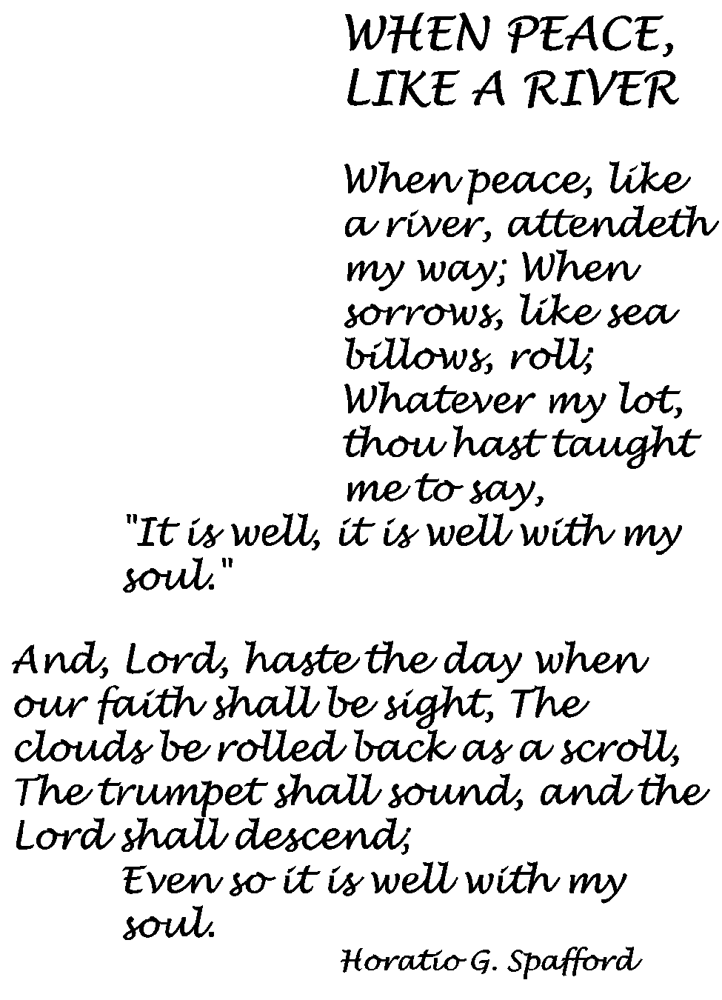 WHEN PEACE,
LIKE A RIVER
When peace, like
a river, attendeth
my way; When
sorrows, like sea
billows, roll;
Whatever my lot,
thou hast taught
me to say,
"It is well, it is well with my
soul."
And, Lord, haste the day when
our faith shall be sight, The
clouds be rolled back as a scroll,
The trumpet shall sound, and the
Lord shall descend;
Even so it is well with my
soul.
Horatio G. Spafford